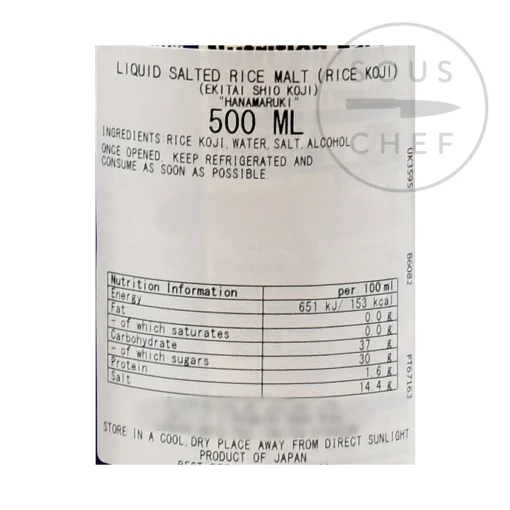 LIQUID SALTED RICE MALT (RICE KOJI)
(EKITAI SHIO KOJI)
"HANAMARUKI"
500 ML
INGREDIENTS:RICE KOJI, WATER, SALT, ALCOHOL
ONCE OPENED, KEEP REFRIGERATED AND
CONSUME AS SOON AS POSSIBLE.
Nutrition Information per 100ml
Energy 651 kJ/ 153 kcal
Fat 0.0 g
- of which saturates 0.0 g
Carbohydrate 37 g
- of which sugars 30 g
Protein 1.6 g
Salt 14.4 g
STORE IN A COOL, DRY PLACE AWAY FROM DIRECT SUNLIGHT
PRODUCT OF JAPAN
UK3595
B6082
PT67163
SOUS
CHEF